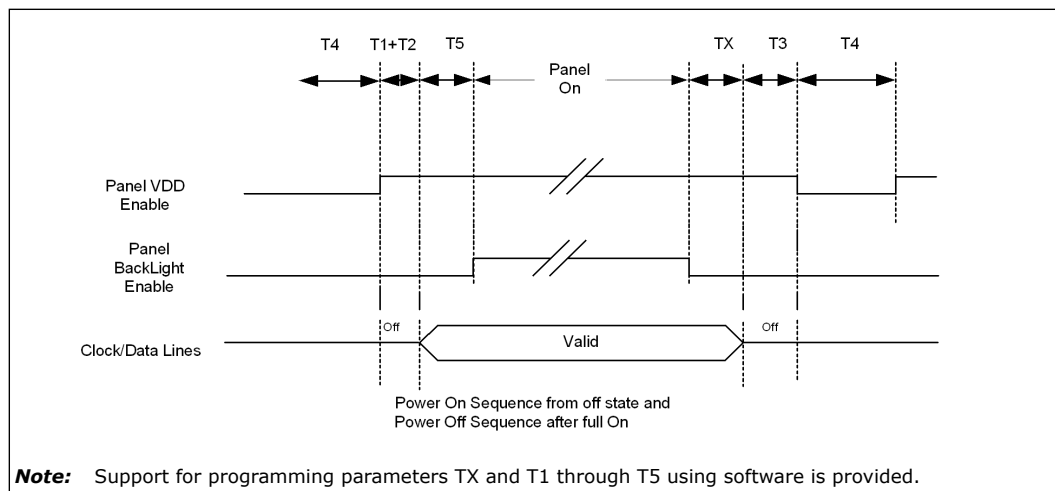 T4 T1+T2 T5 TX T3 T4
Panel
On
Panel VDD
Enable
Panel
BackLight
Enable
Off Off
Clock/Data Lines Valid
Power On Sequence from off state and
Power Off Sequence after full On
Note: Support for programming parameters TX and T1 through T5 using software is provided.